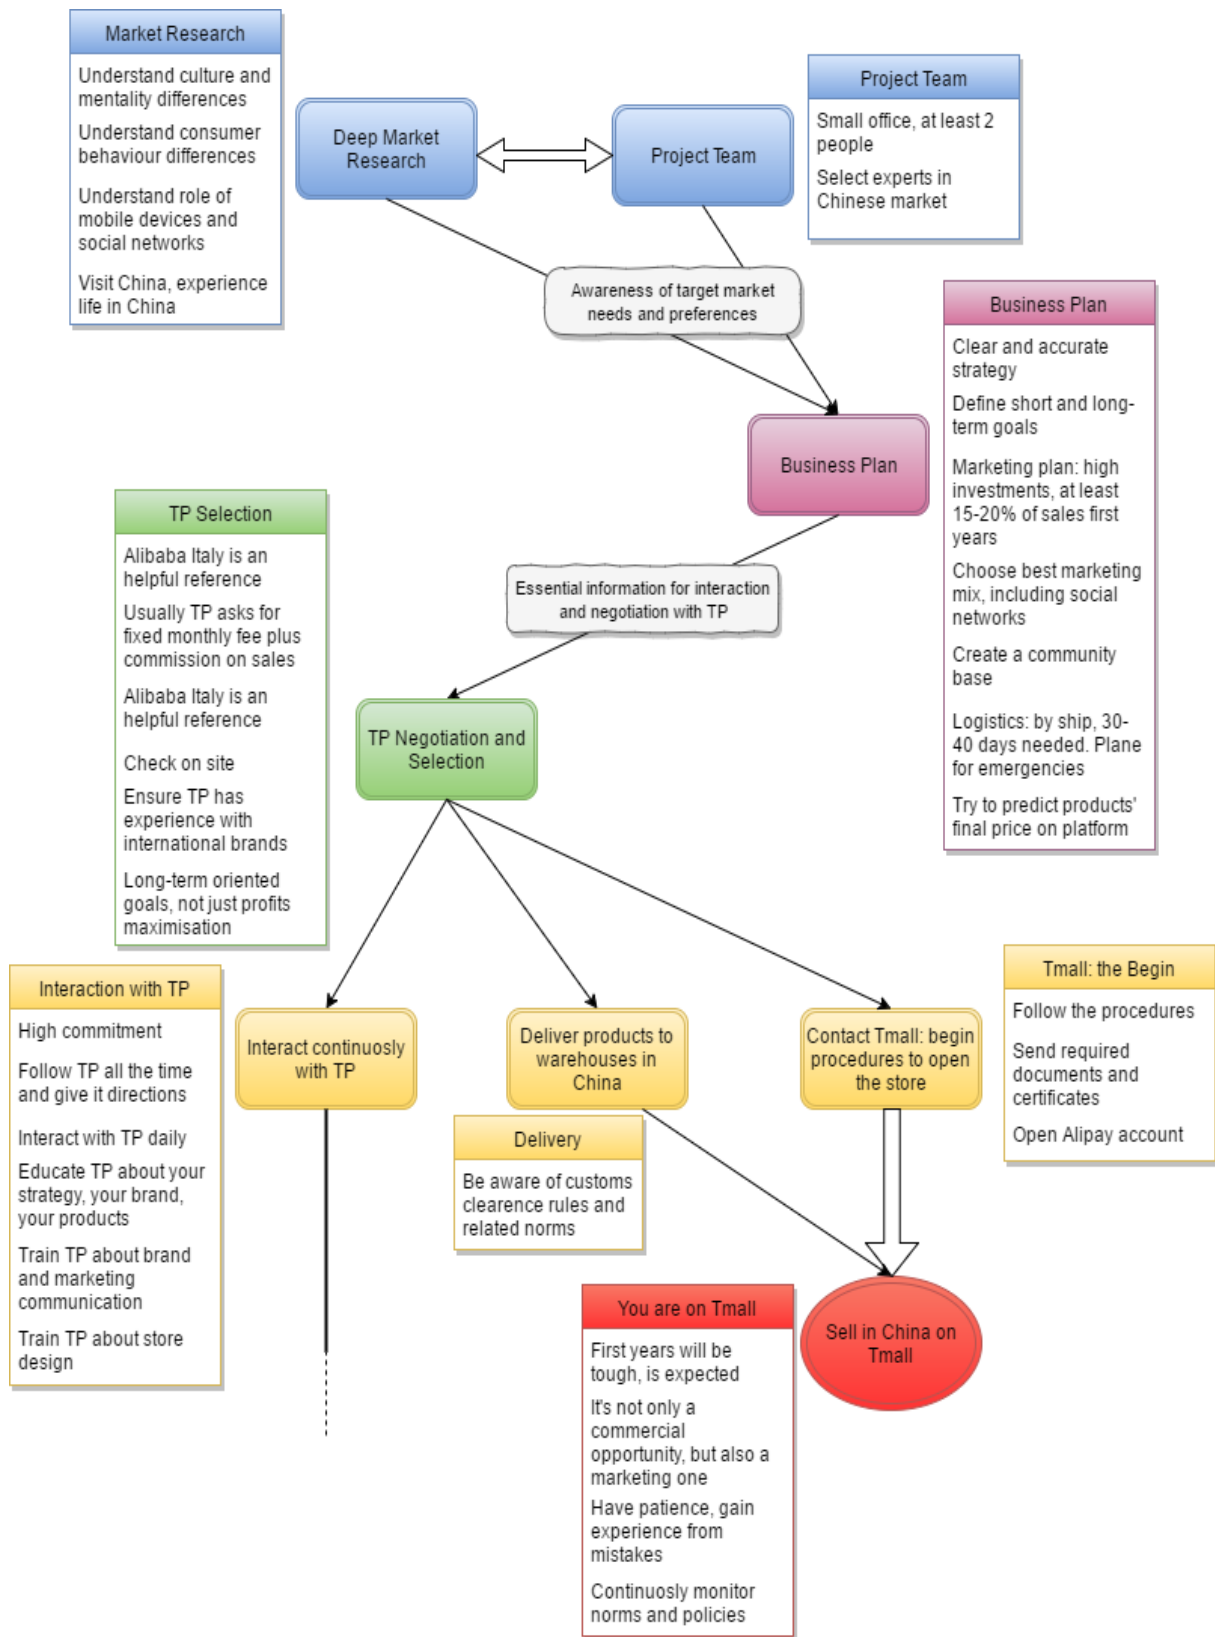 Market Research
Understand culture and
mentality differences
Understand consumer
behaviour differences
Understand role of
mobile devices and
social networks
Visit China, experience
life in China
Deep Market
Research
Project Team
Project Team
Small office, at least 2
people
Select experts in
Chinese market
Awareness of target market
needs and preferences
Business Plan
Business Plan
Clear and accurate
strategy
Define short and long-
term goals
Marketing plan: high
investments, at least
15-20% of sales first
years
Choose best marketing
mix, including social
networks
Create a community
base
Logistics: by ship, 30-
40 days needed. Plane
for emergencies
Try to predict products'
final price on platform
Essential information for interaction
and negotiation with TP
TP Selection
Alibaba Italy is an
helpful reference
Usually TP asks for
fixed monthly fee plus
commission on sales
Alibaba Italy is an
helpful reference
Check on site
Ensure TP has
experience with
international brands
Long-term oriented
goals, not just profits
maximisation
TP Negotiation and
Selection
Interaction with TP
High commitment
Follow TP all the time
and give it directions
Interact with TP daily
Educate TP about your
strategy, your brand,
your products
Train TP about brand
and marketing
communication
Train TP about store
design
Interact continuosly
with TP
Deliver products to
warehouses in
China
Delivery
Be aware of customs
clearence rules and
related norms
Contact Tmall: begin
procedures to open
the store
Tmall: the Begin
Follow the procedures
Send required
documents and
certificates
Open Alipay account
You are on Tmall
First years will be
tough, is expected
It's not only a
commercial
opportunity, but also a
marketing one
Have patience, gain
experience from
mistakes
Continuosly monitor
norms and policies
Sell in China on
Tmall